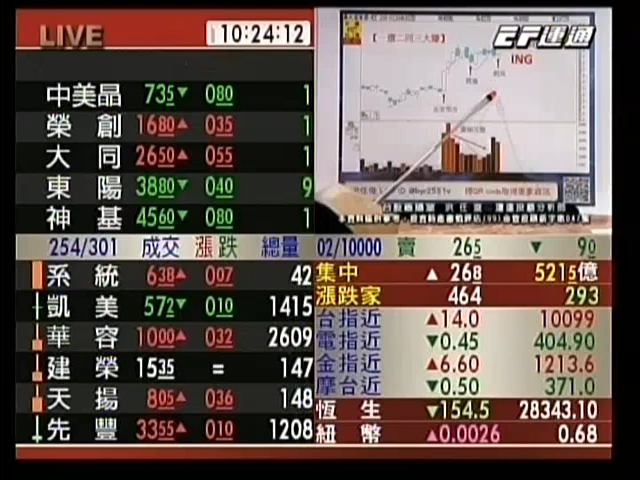 LIVE 10:24:12
中美晶 735▼ 080 1
榮創 1680▲ 035 1
大同 2650▲ 055 1
東陽 3880▼ 040 9
神基 4560▼ 080 1
254/301 成交 漲跌 總量
系統 638▲ 007 42
凱美 572▼ 010 1415
華容 1000▲ 032 2609
建榮 1535 = 147
天揚 805▲ 036 148
先豐 3355▲ 010 1208
ING
02/10000 賣 265 ▼ 90
集中 ▲268 5215億
漲跌家 464 293
台指近 ▲14.0 10099
電指近 ▼0.45 404.90
金指近 ▲6.60 1213.6
摩台近 ▼0.50 371.0
恆生 ▼154.5 28343.10
紐幣 ▲0.0026 0.68